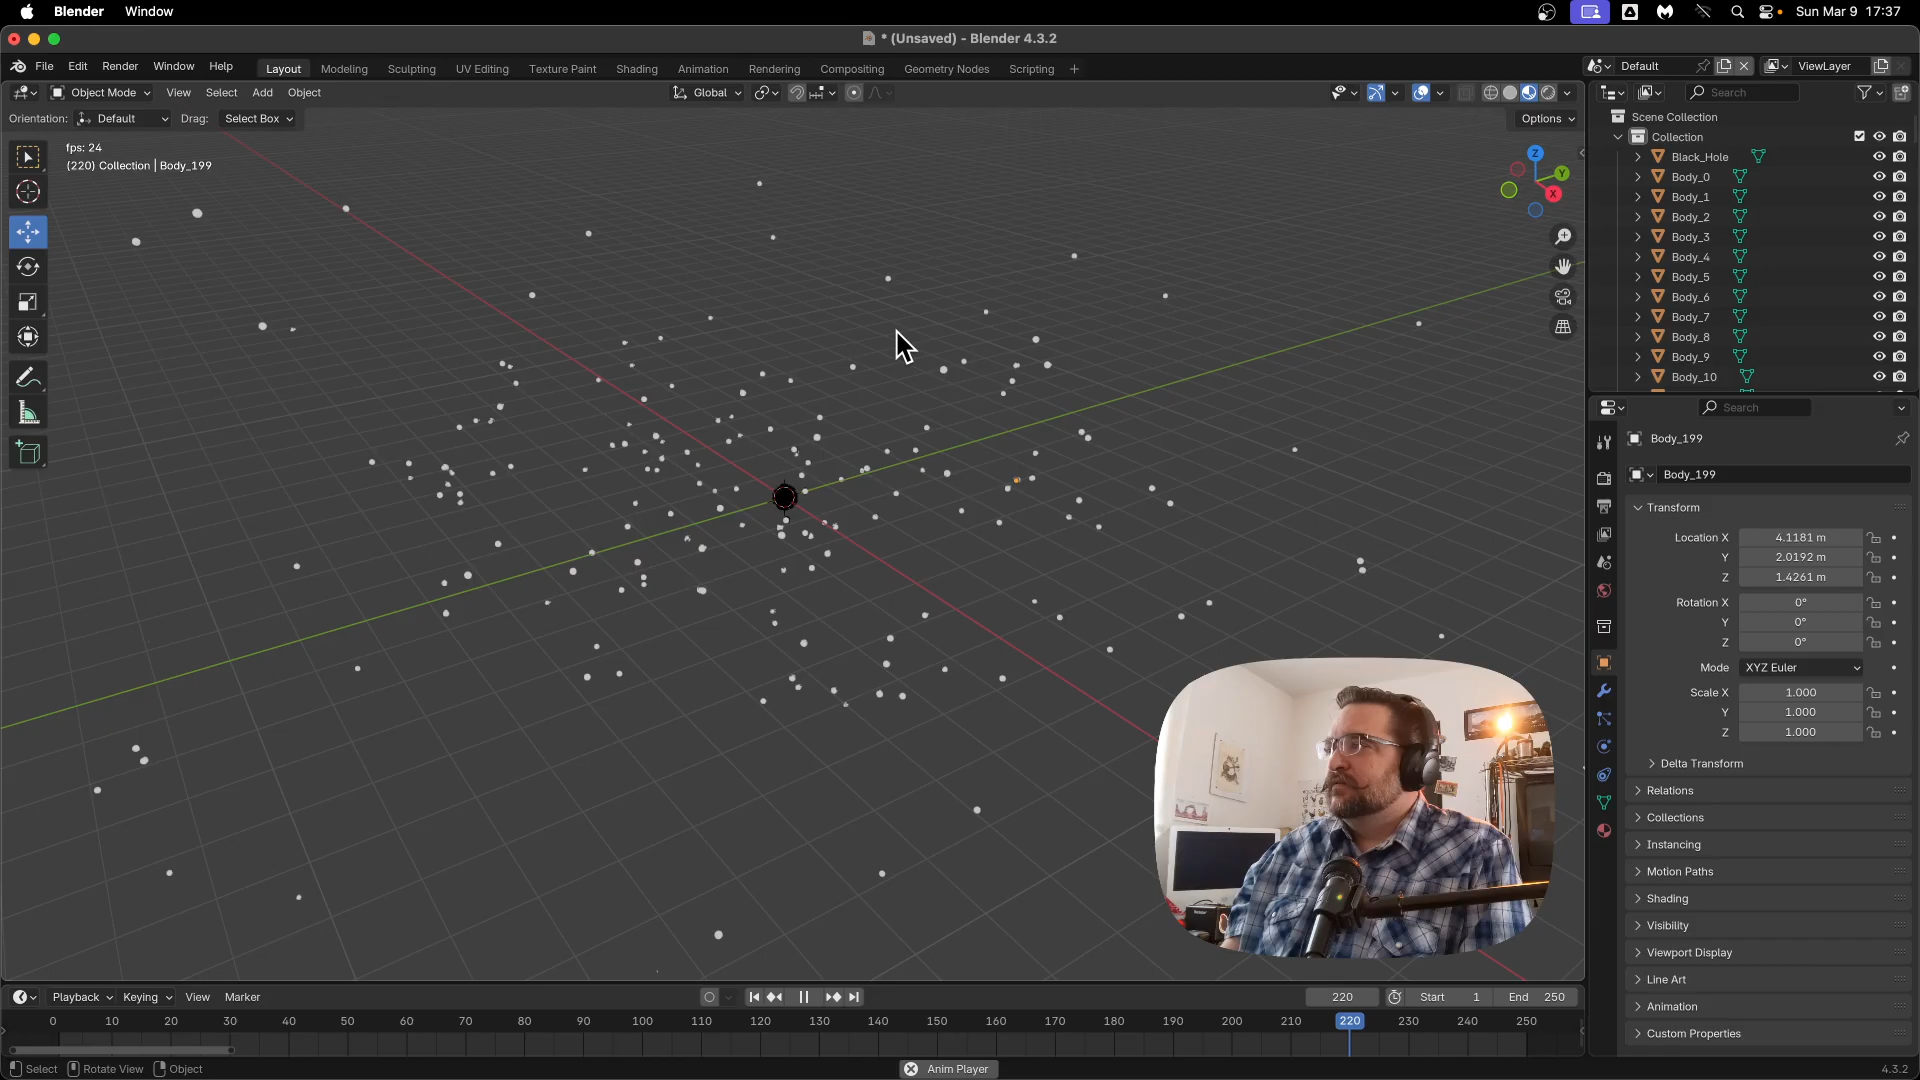 Blender Window Sun Mar 9 17:37
* (Unsaved) - Blender 4.3.2
File Edit Render Window Help Layout Modeling Sculpting UV Editing Texture Paint Shading Animation Rendering Compositing Geometry Nodes Scripting + Default ViewLayer
Object Mode View Select Add Object Global Search
Orientation: Default Drag: Select Box Options
fps: 24
(220) Collection | Body_199
Z
Y
X
Scene Collection
Collection
Black_Hole
Body_0
Body_1
Body_2
Body_3
Body_4
Body_5
Body_6
Body_7
Body_8
Body_9
Body_10
Search
Body_199
Body_199
Transform
Location X 4.1181 m
Y 2.0192 m
Z 1.4261 m
Rotation X 0°
Y 0°
Z 0°
Mode XYZ Euler
Scale X 1.000
Y 1.000
Z 1.000
Delta Transform
Relations
Collections
Instancing
Motion Paths
Shading
Visibility
Viewport Display
Line Art
Animation
Custom Properties
Playback Keying View Marker 220 Start 1 End 250
0 10 20 30 40 50 60 70 80 90 100 110 120 130 140 150 160 170 180 190 200 210 220 230 240 250
Select Rotate View Object Anim Player 4.3.2